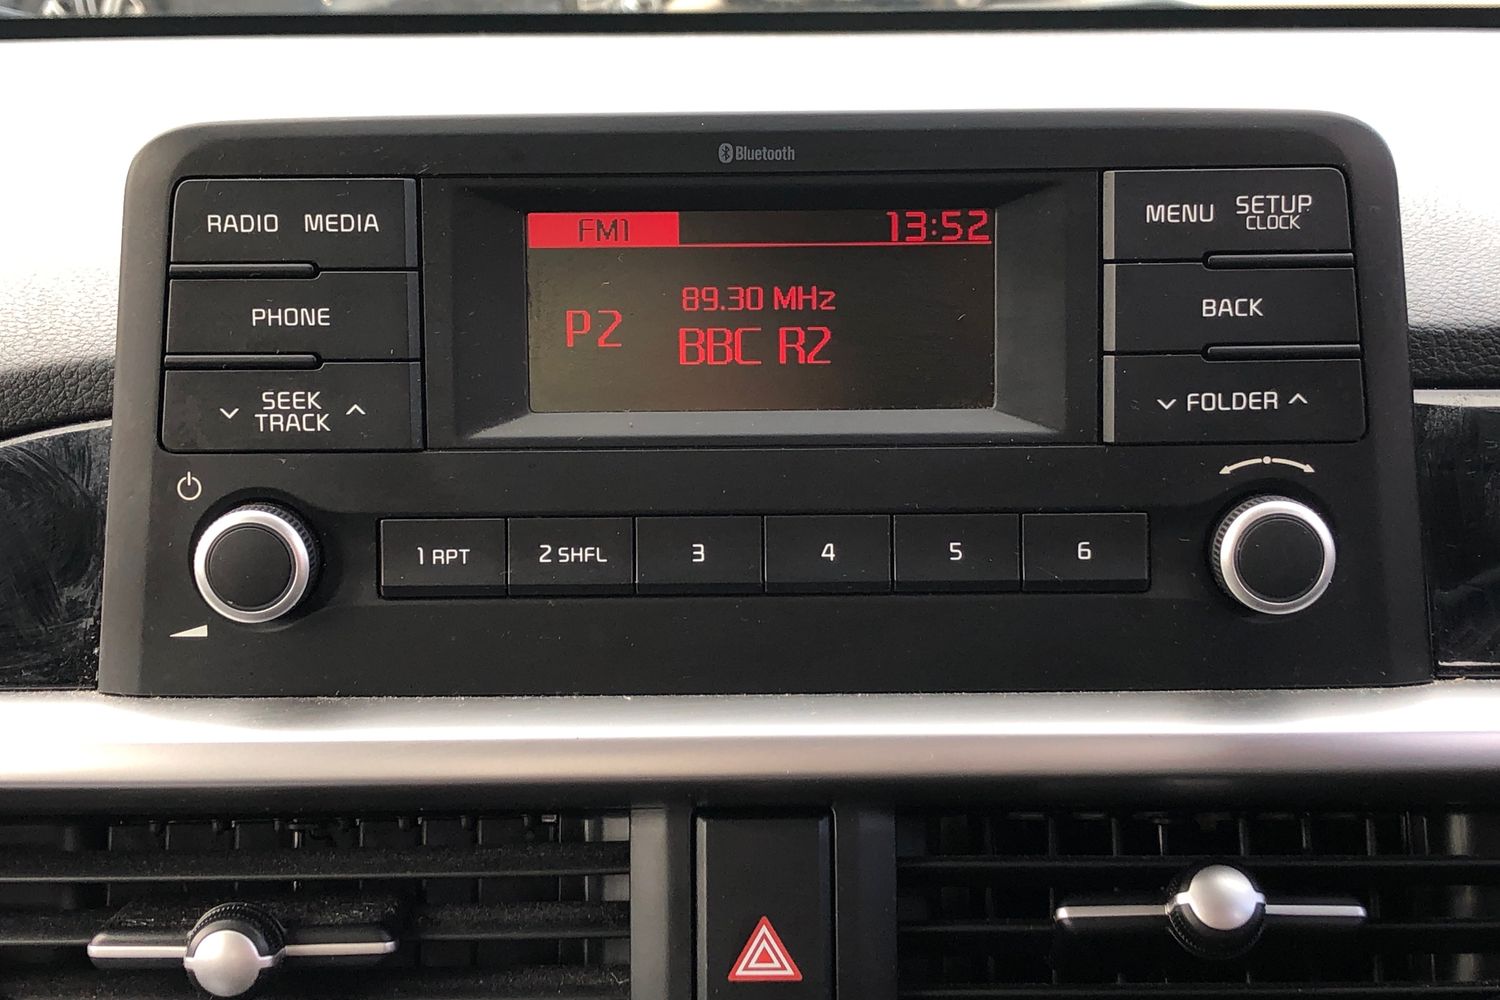 Bluetooth
RADIO MEDIA
PHONE
SEEK
TRACK
FM1 13:52
89.30 MHz
P2
BBC R2
MENU SETUP
CLOCK
BACK
FOLDER
1 RPT 2 SHFL 3 4 5 6